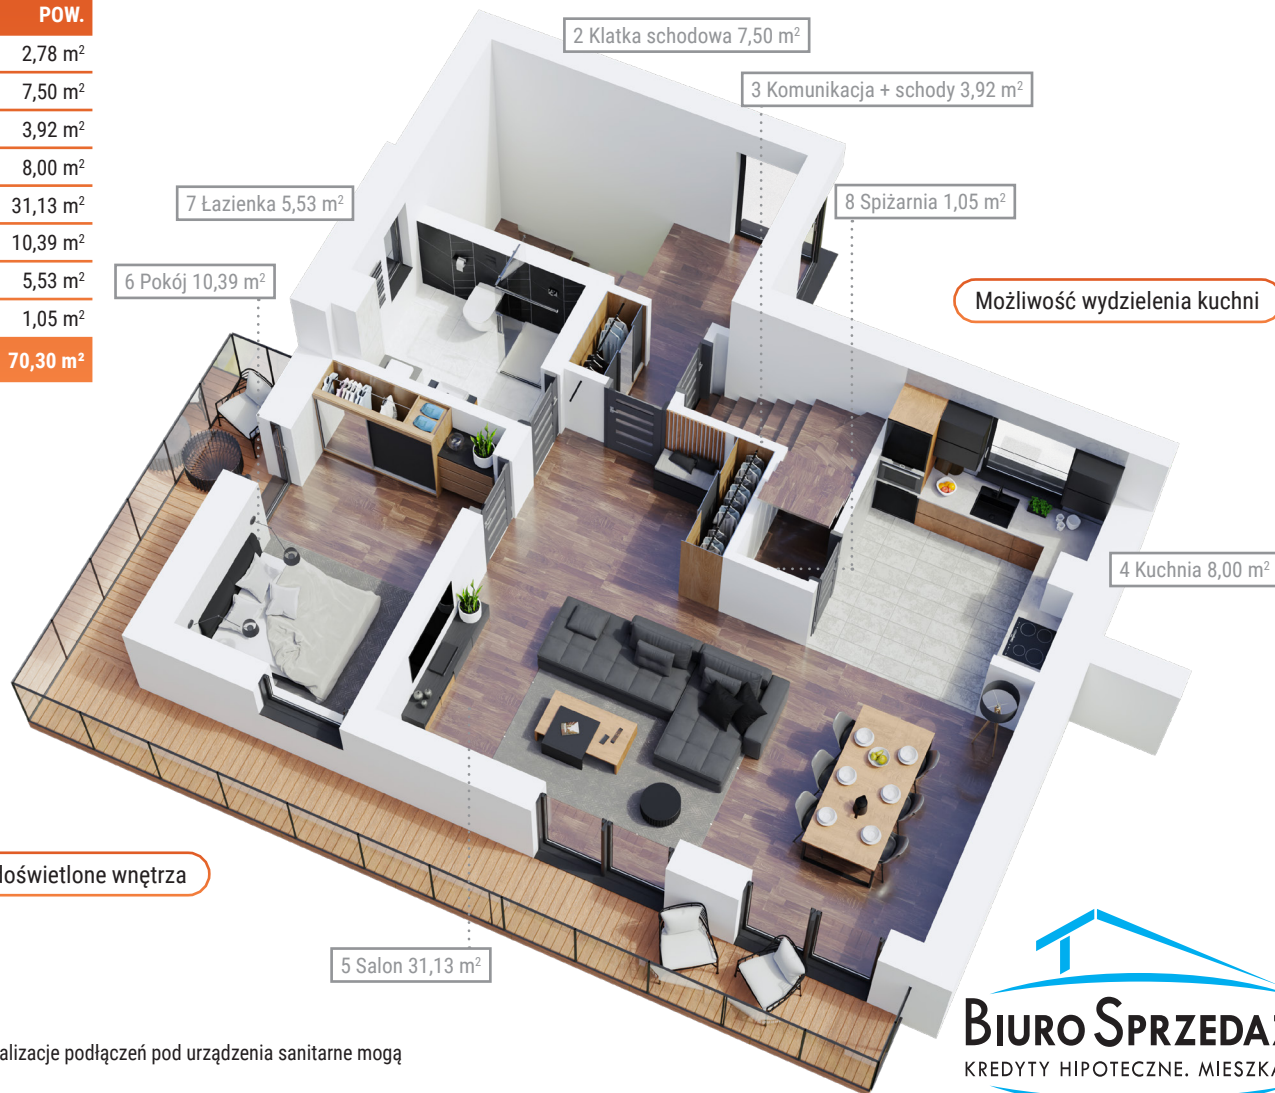 POW.
2,78 m²
7,50 m²
3,92 m²
8,00 m²
31,13 m²
10,39 m²
5,53 m²
1,05 m²
70,30 m²
2 Klatka schodowa 7,50 m²
3 Komunikacja + schody 3,92 m²
7 Łazienka 5,53 m²
8 Spiżarnia 1,05 m²
6 Pokój 10,39 m²
Możliwość wydzielenia kuchni
4 Kuchnia 8,00 m²
doświetlone wnętrza
5 Salon 31,13 m²
alizacje podłączeń pod urządzenia sanitarne mogą
BIURO SPRZEDAŻ
KREDYTY HIPOTECZNE. MIESZKA